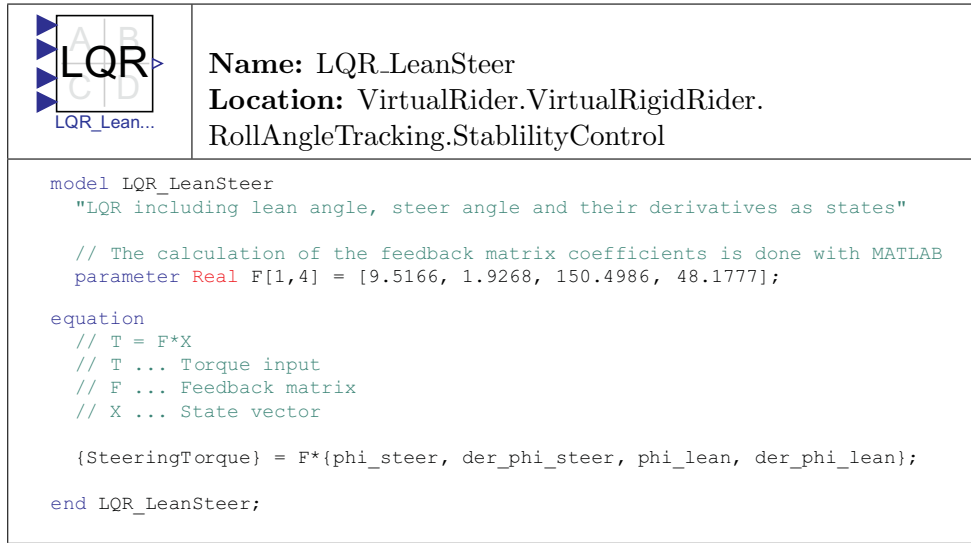 A B
LQR
C D
LQR_Lean...
Name: LQR_LeanSteer
Location: VirtualRider.VirtualRigidRider.
RollAngleTracking.StablilityControl
model LQR_LeanSteer
"LQR including lean angle, steer angle and their derivatives as states"
// The calculation of the feedback matrix coefficients is done with MATLAB
parameter Real F[1,4] = [9.5166, 1.9268, 150.4986, 48.1777];
equation
// T = F*X
// T ... Torque input
// F ... Feedback matrix
// X ... State vector
{SteeringTorque} = F*{phi_steer, der_phi_steer, phi_lean, der_phi_lean};
end LQR_LeanSteer;